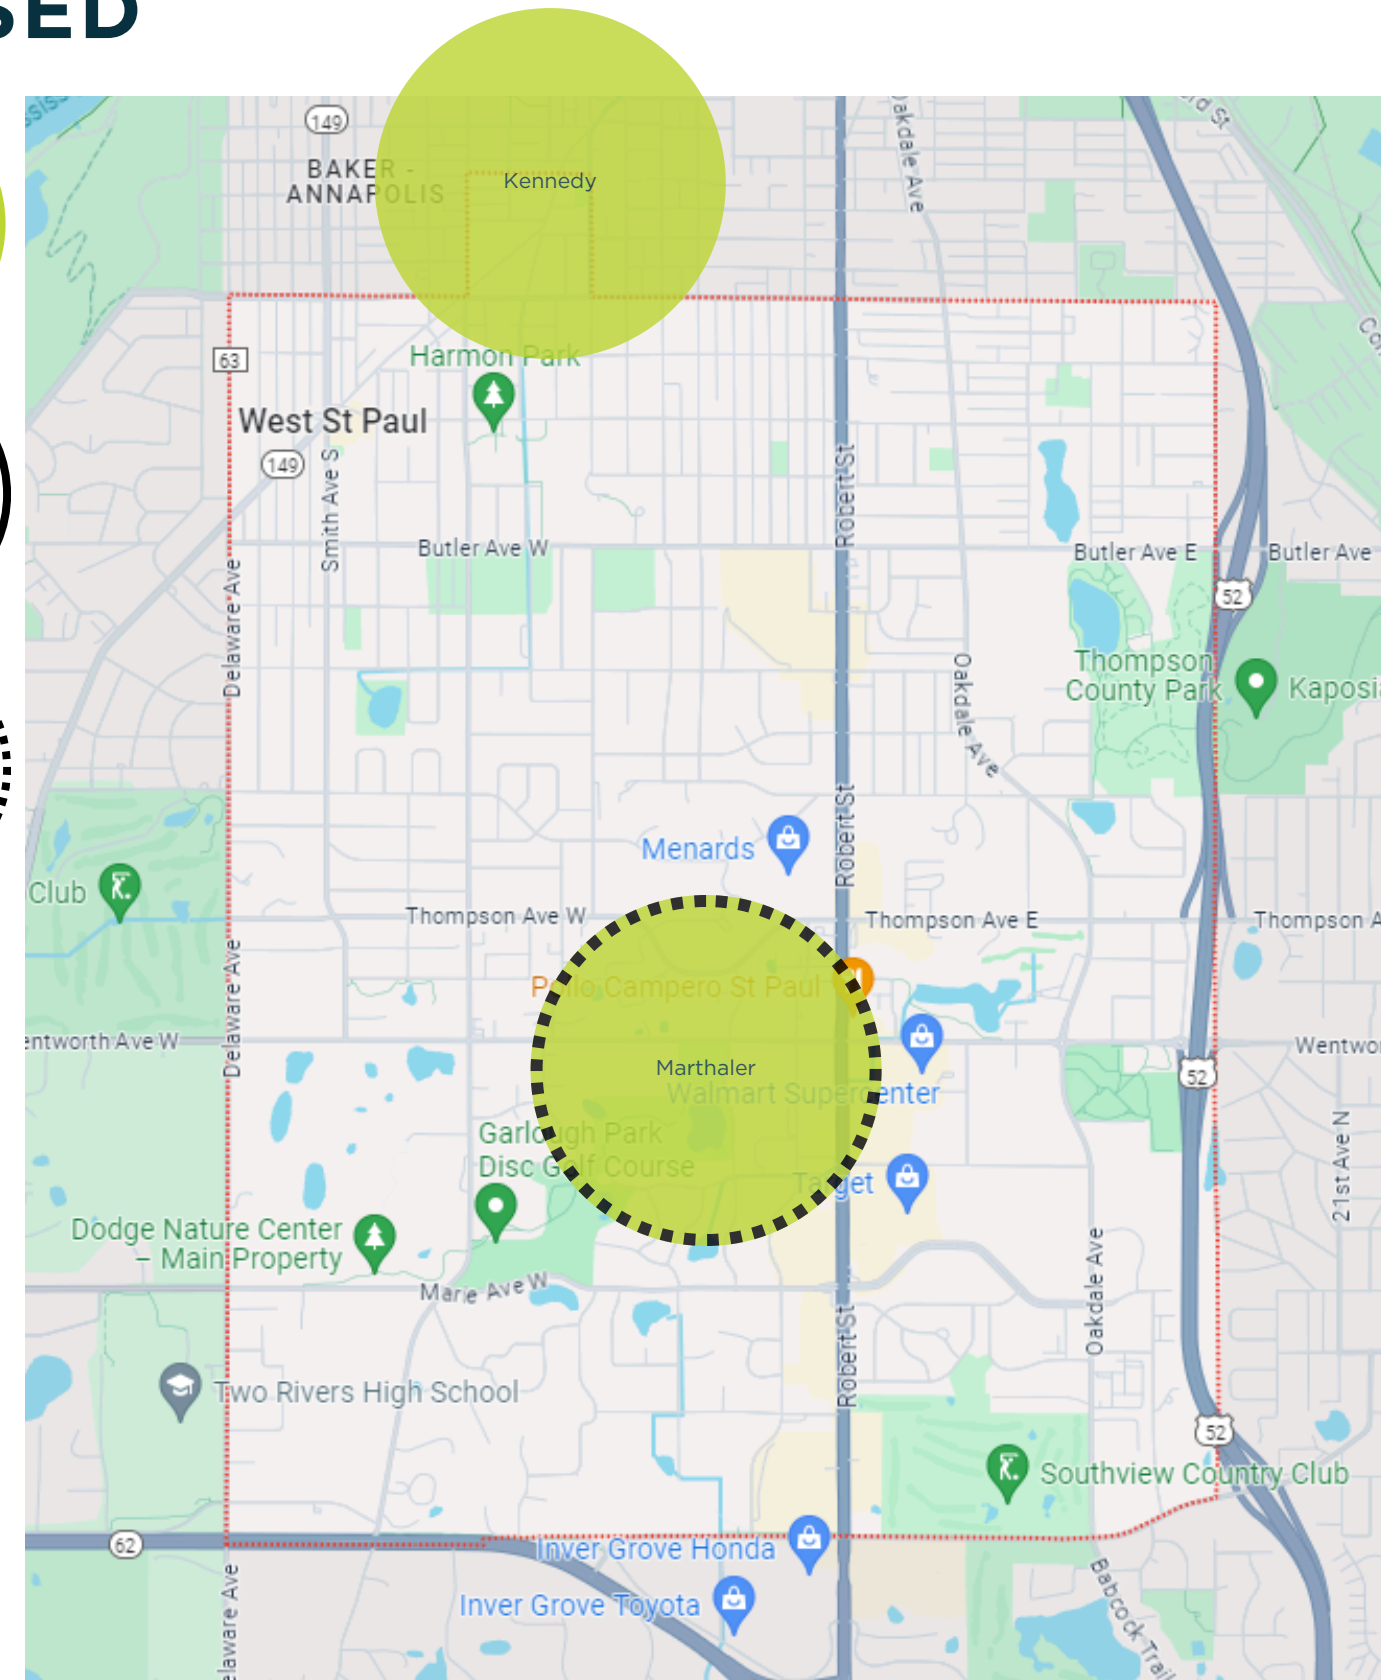 SED
149
BAKER -
ANNAPOLIS
Kennedy
Oakdale Ave
Harmon Park
63
West St Paul
149
Smith Ave S
Robert St
Butler Ave W
Butler Ave E
Butler Ave
52
Delaware Ave
Thompson
County Park
Kaposi
Oakdale Ave
Menards
Robert St
Club
Thompson Ave W
Thompson Ave E
Thompson A
Pollo Campero St Paul
Delaware Ave
entworth Ave W
Wentwo
52
Marthaler
Walmart Supercenter
Garlough Park
Disc Golf Course
Target
21st Ave N
Dodge Nature Center
– Main Property
Marie Ave W
Oakdale Ave
Robert St
Two Rivers High School
52
Southview Country Club
62
Inver Grove Honda
Inver Grove Toyota
elaware Ave
Babcock Trail